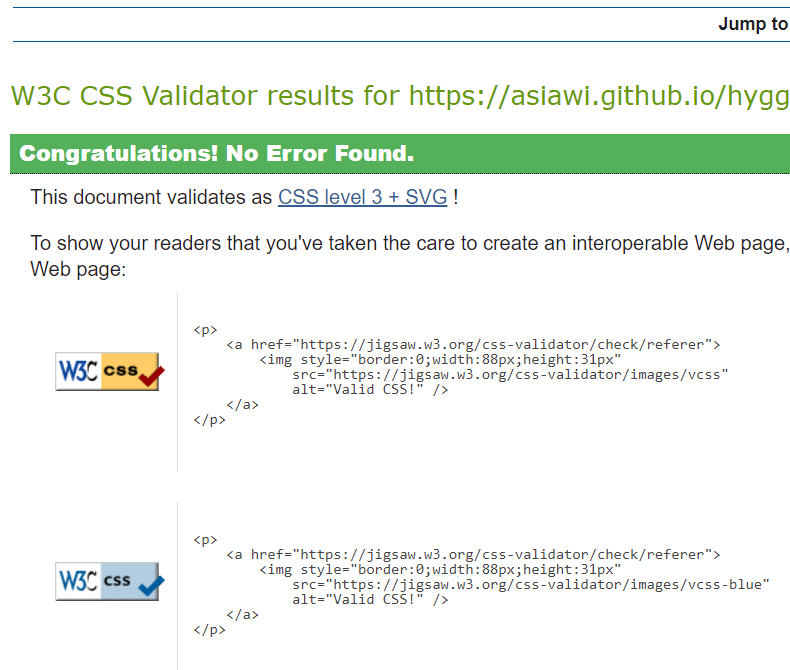 Jump to
W3C CSS Validator results for https://asiawi.github.io/hygg
Congratulations! No Error Found.
This document validates as CSS level 3 + SVG !
To show your readers that you've taken the care to create an interoperable Web page,
Web page:
<p>
<a href="https://jigsaw.w3.org/css-validator/check/referer">
<img style="border:0;width:88px;height:31px"
src="https://jigsaw.w3.org/css-validator/images/vcss"
alt="Valid CSS!" />
</a>
</p>
W3C css
<p>
<a href="https://jigsaw.w3.org/css-validator/check/referer">
<img style="border:0;width:88px;height:31px"
src="https://jigsaw.w3.org/css-validator/images/vcss-blue"
alt="Valid CSS!" />
</a>
</p>
W3C css